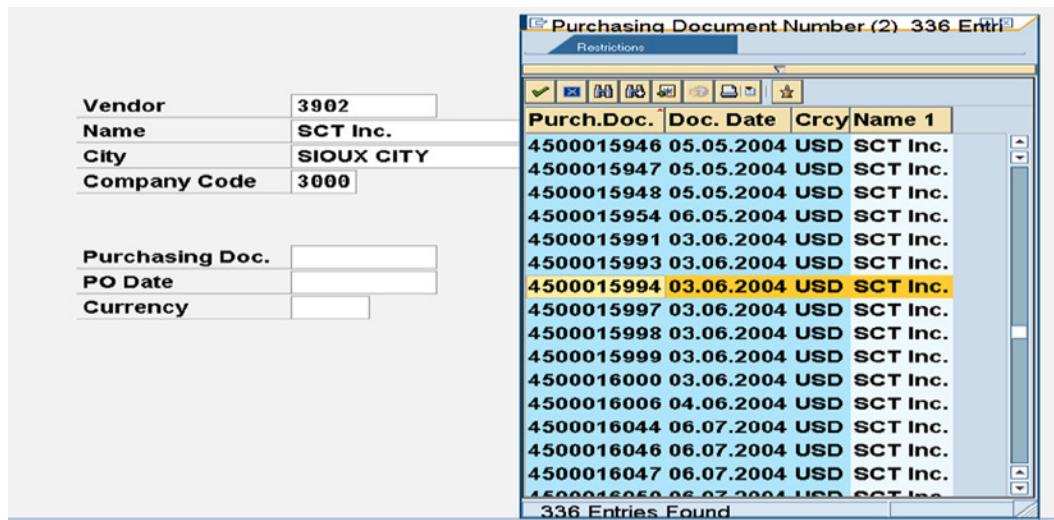 Vendor 3902
Name SCT Inc.
City SIOUX CITY
Company Code 3000
Purchasing Doc.
PO Date
Currency
Purchasing Document Number (2) 336 Entri
Restrictions
Purch.Doc. Doc. Date Crcy Name 1
4500015946 05.05.2004 USD SCT Inc.
4500015947 05.05.2004 USD SCT Inc.
4500015948 05.05.2004 USD SCT Inc.
4500015954 06.05.2004 USD SCT Inc.
4500015991 03.06.2004 USD SCT Inc.
4500015993 03.06.2004 USD SCT Inc.
4500015994 03.06.2004 USD SCT Inc.
4500015997 03.06.2004 USD SCT Inc.
4500015998 03.06.2004 USD SCT Inc.
4500015999 03.06.2004 USD SCT Inc.
4500016000 03.06.2004 USD SCT Inc.
4500016006 04.06.2004 USD SCT Inc.
4500016044 06.07.2004 USD SCT Inc.
4500016046 06.07.2004 USD SCT Inc.
4500016047 06.07.2004 USD SCT Inc.
06.07.2004 USD SCT Inc.
336 Entries Found